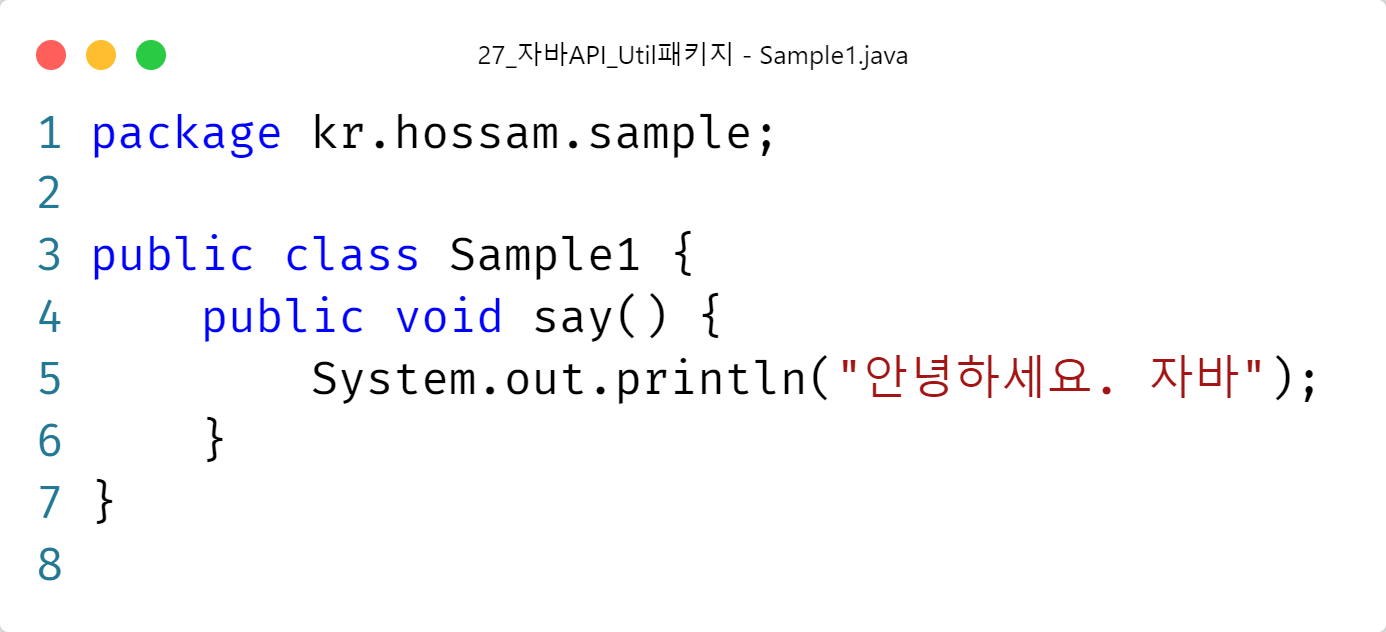 27_자바API_Util패키지 - Sample1.java
1 package kr.hossam.sample;
2
3 public class Sample1 {
4     public void say() {
5         System.out.println("안녕하세요. 자바");
6     }
7 }
8